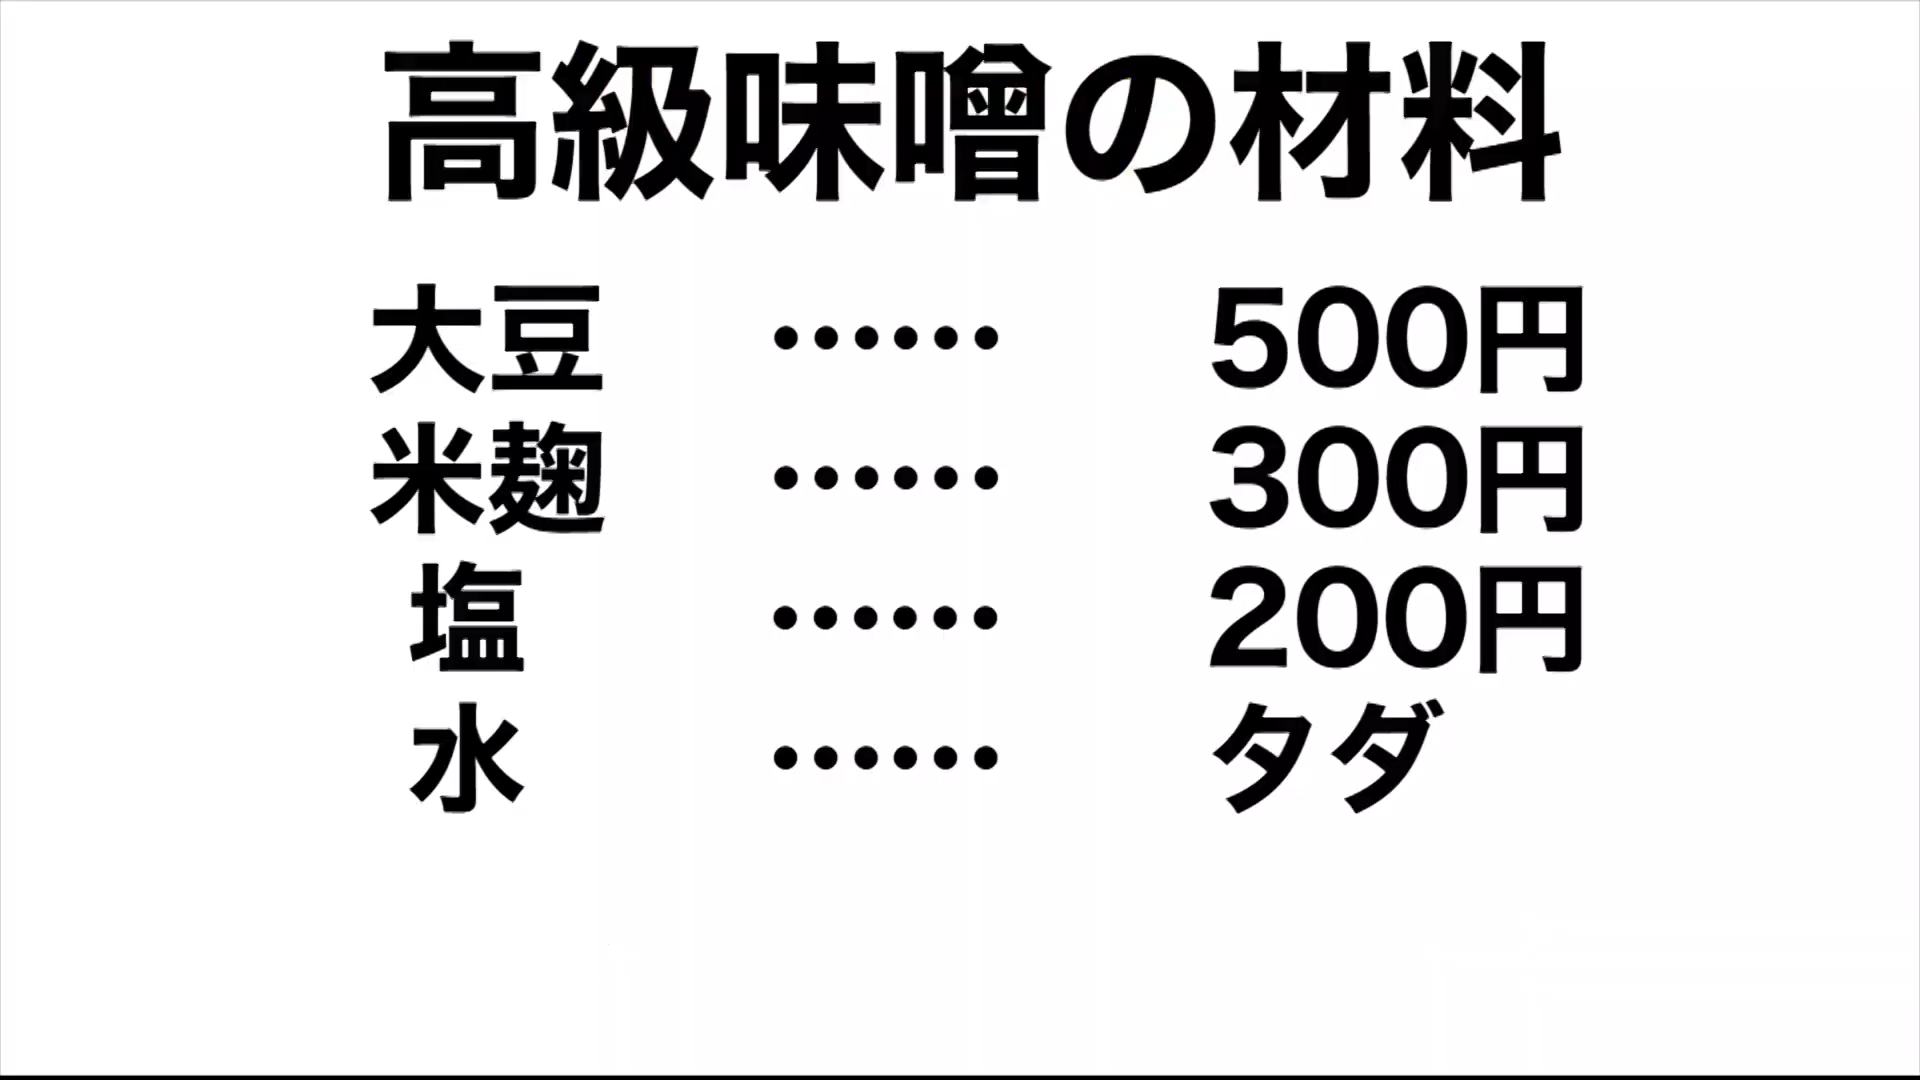 高級味噌の材料
大豆 ・・・・・・ 500円
米麹 ・・・・・・ 300円
塩 ・・・・・・ 200円
水 ・・・・・・ タダ